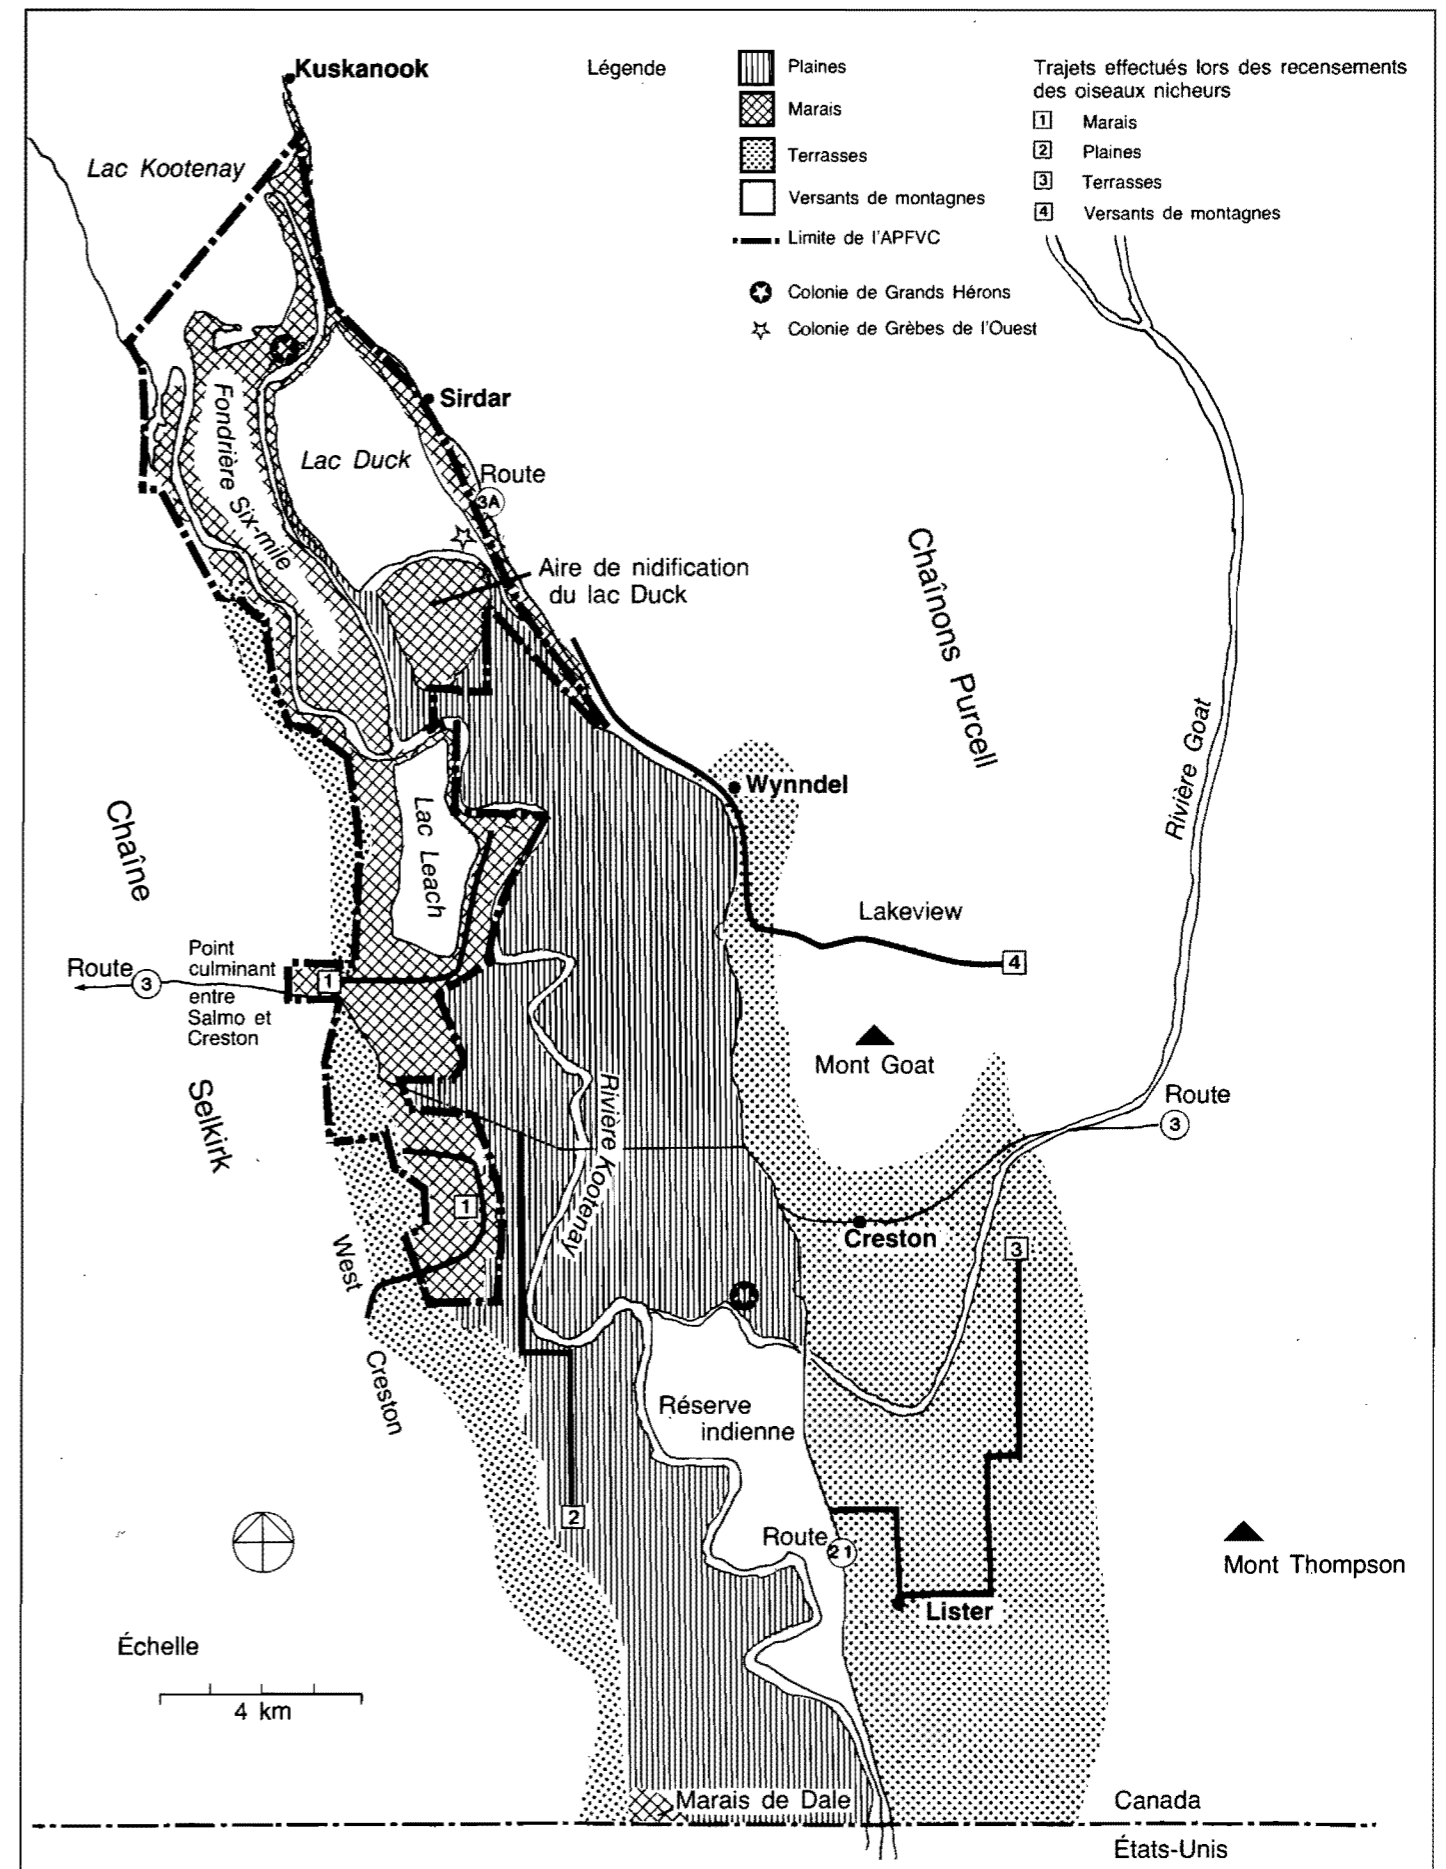 Kuskanook
Lac Kootenay
Légende
Plaines
Marais
Terrasses
Versants de montagnes
Limite de l'APFVC
Colonie de Grands Hérons
Colonie de Grèbes de l'Ouest
Trajets effectués lors des recensements
des oiseaux nicheurs
1 Marais
2 Plaines
3 Terrasses
4 Versants de montagnes
Sirdar
Fondrière Six-mile
Lac Duck
Route
3A
Aire de nidification
du lac Duck
Chaînons Purcell
Rivière Goat
Wynndel
Chaîne
Lac Leach
Lakeview
4
Point
culminant
entre
Salmo et
Creston
Route
3
1
Mont Goat
Selkirk
Rivière Kootenay
Route
3
1
Creston
3
West
Creston
Réserve
indienne
2
Route
21
Mont Thompson
Lister
Échelle
4 km
Marais de Dale
Canada
États-Unis